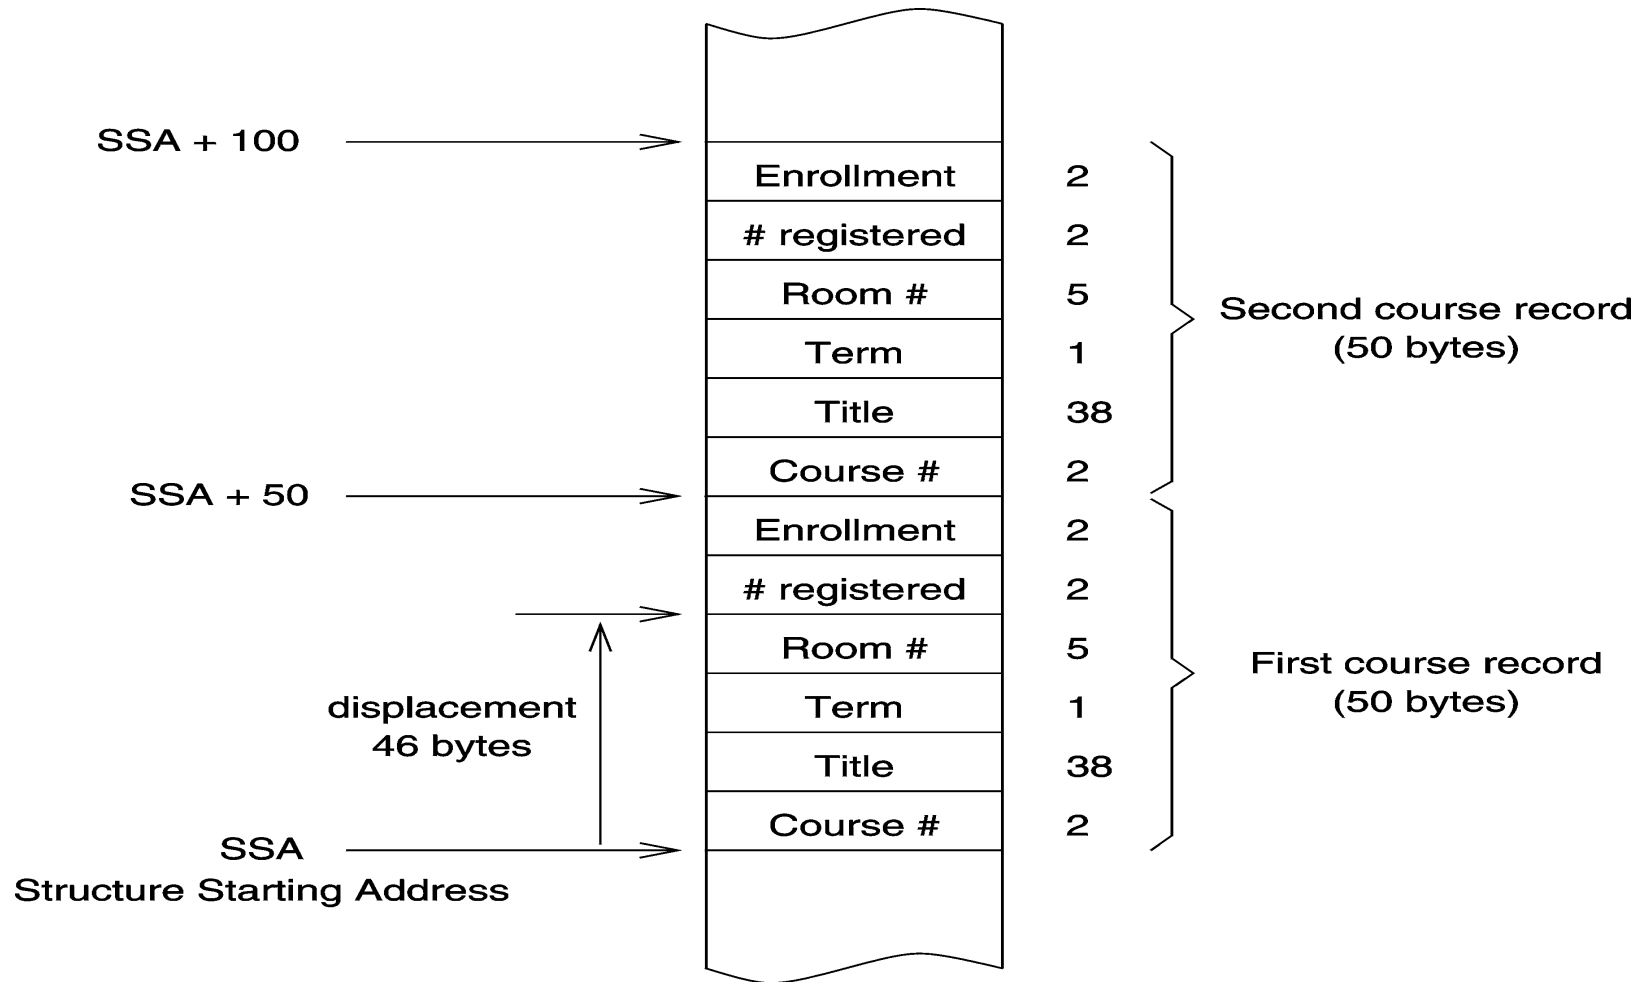 SSA + 100
Enrollment 2
# registered 2
Room # 5
Term 1
Title 38
Course # 2
Second course record
(50 bytes)
SSA + 50
Enrollment 2
# registered 2
Room # 5
Term 1
Title 38
Course # 2
First course record
(50 bytes)
displacement
46 bytes
SSA
Structure Starting Address